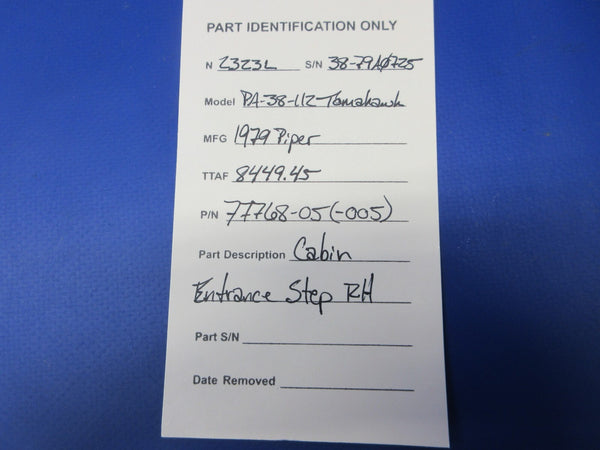 PART IDENTIFICATION ONLY
N 2323L S/N 38-79A0725
Model PA-38-112-Tomahawk
MFG 1979 Piper
TTAF 8449.45
P/N 77768-05(-005)
Part Description Cabin
Entrance Step RH
Part S/N
Date Removed